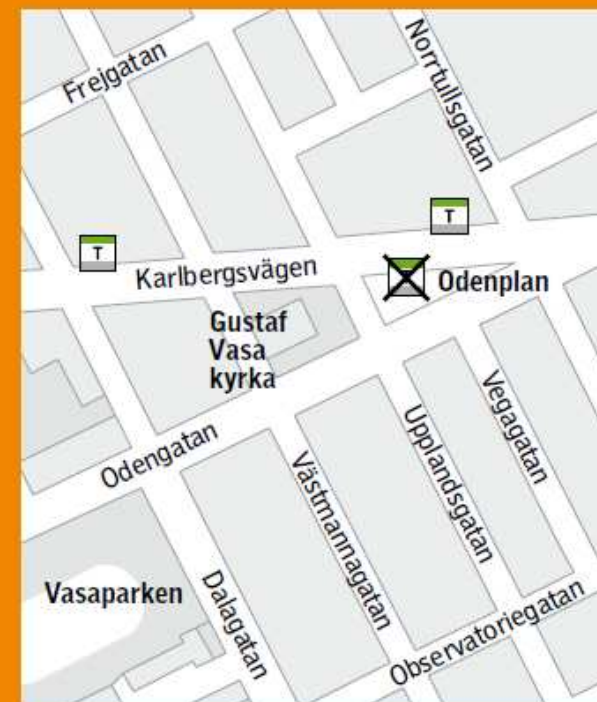 Frejgatan
Norrtullsgatan
T
T
Karlbergsvägen
Odenplan
Gustaf
Vasa
kyrka
Odengatan
Västmannagatan
Upplandsgatan
Vegagatan
Vasaparken
Dalagatan
Observatoriegatan